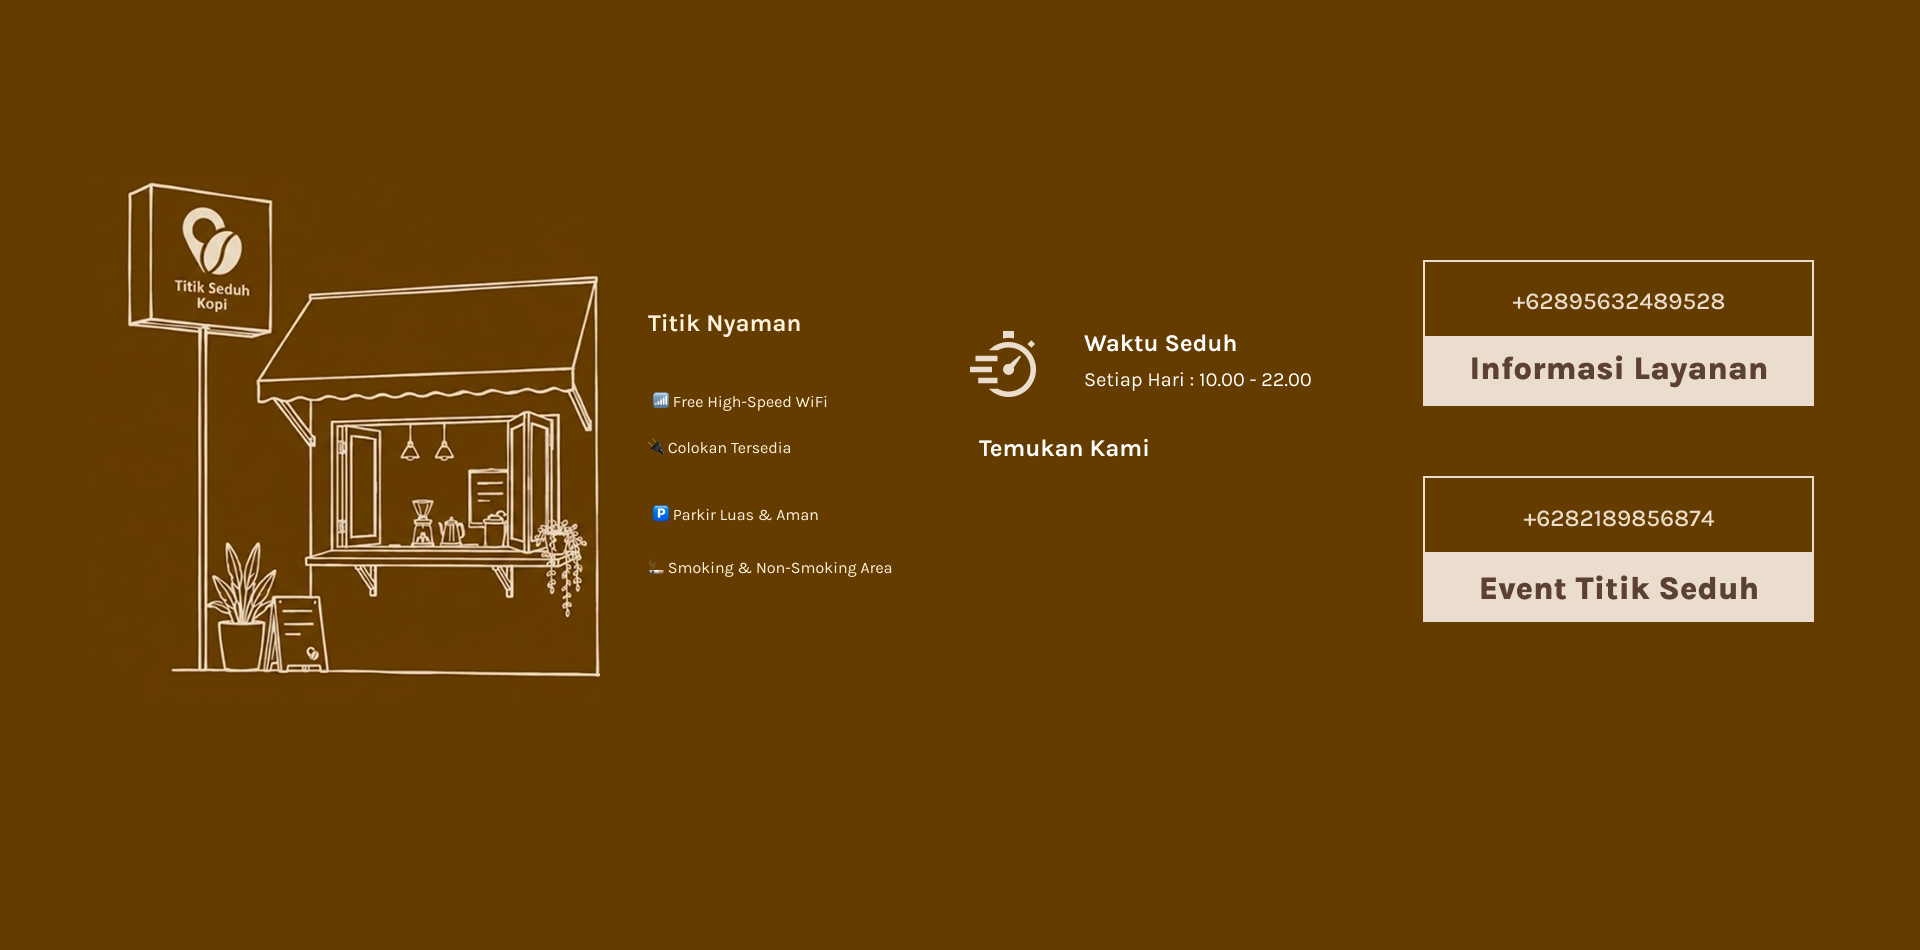 Titik Seduh
Kopi
Titik Nyaman
📶 Free High-Speed WiFi
🔌 Colokan Tersedia
🅿️ Parkir Luas & Aman
🚬 Smoking & Non-Smoking Area
Waktu Seduh
Setiap Hari : 10.00 - 22.00
Temukan Kami
+62895632489528
Informasi Layanan
+6282189856874
Event Titik Seduh